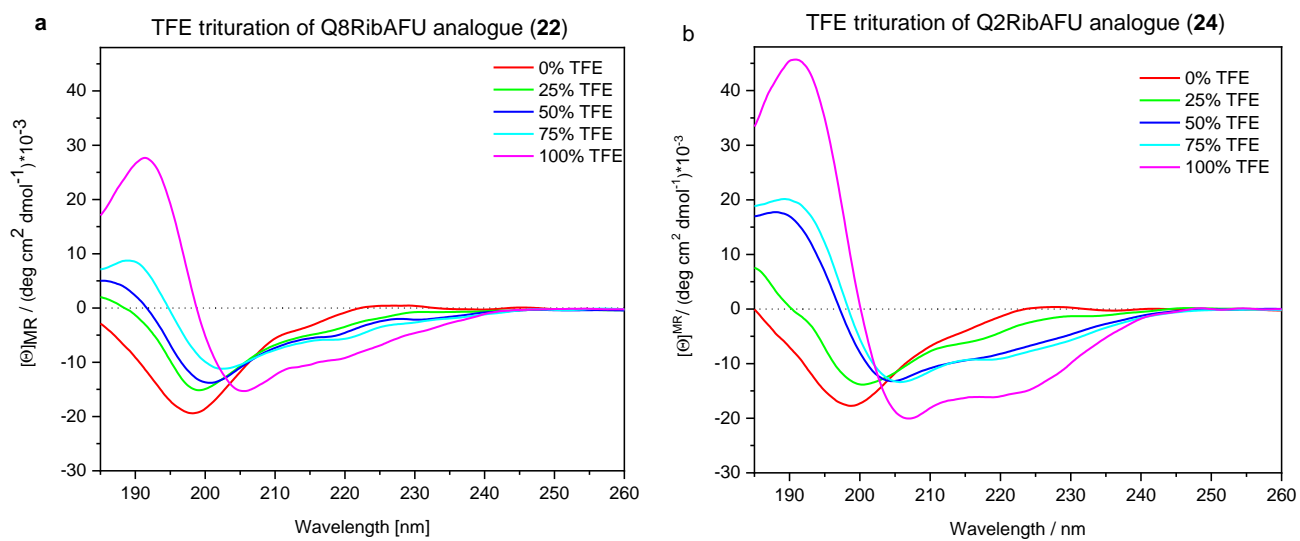 a
TFE trituration of Q8RibAFU analogue (22)
0% TFE
25% TFE
50% TFE
75% TFE
100% TFE
40
30
20
10
0
-10
-20
-30
[Θ]MR / (deg cm² dmol⁻¹)*10⁻³
190 200 210 220 230 240 250 260
Wavelength [nm]
b
TFE trituration of Q2RibAFU analogue (24)
0% TFE
25% TFE
50% TFE
75% TFE
100% TFE
40
30
20
10
0
-10
-20
-30
[Θ]MR / (deg cm² dmol⁻¹)*10⁻³
190 200 210 220 230 240 250 260
Wavelength / nm